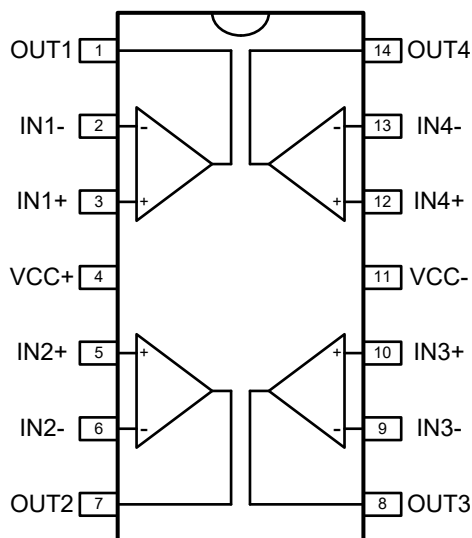 OUT1 1 14 OUT4
IN1- 2 - - 13 IN4-
IN1+ 3 + + 12 IN4+
VCC+ 4 11 VCC-
IN2+ 5 + + 10 IN3+
IN2- 6 - - 9 IN3-
OUT2 7 8 OUT3